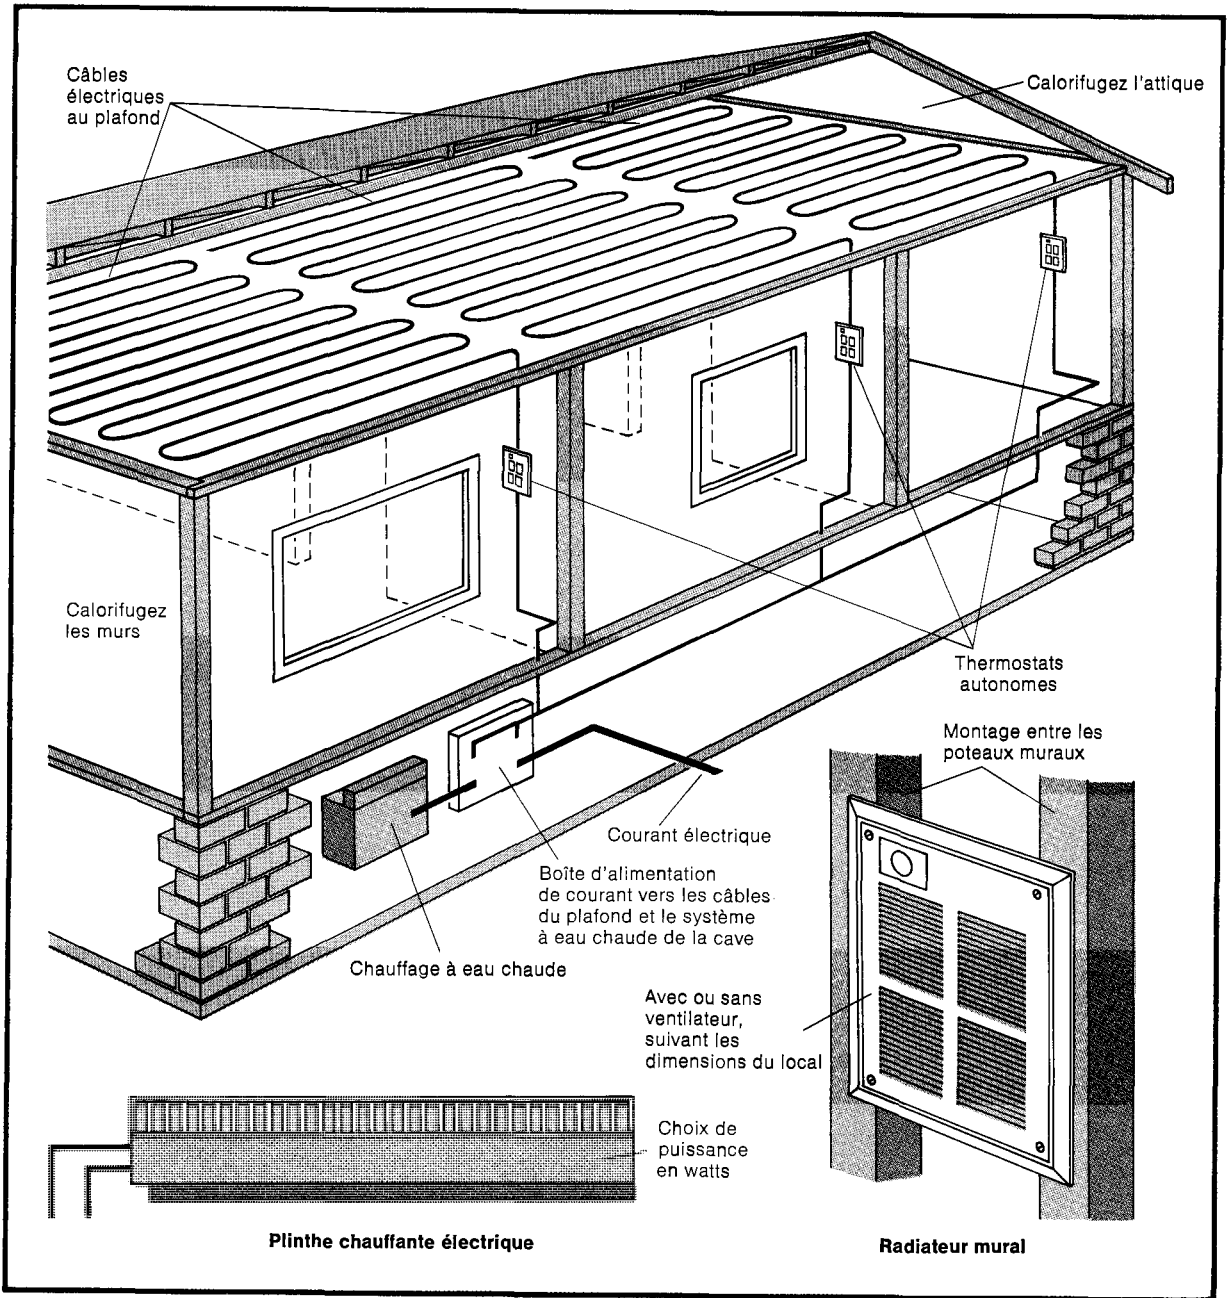 Câbles
électriques
au plafond
Calorifugez l'attique
Calorifugez
les murs
Thermostats
autonomes
Montage entre les
poteaux muraux
Courant électrique
Boîte d'alimentation
de courant vers les câbles
du plafond et le système
à eau chaude de la cave
Chauffage à eau chaude
Avec ou sans
ventilateur,
suivant les
dimensions du local
Choix de
puissance
en watts
Plinthe chauffante électrique
Radiateur mural